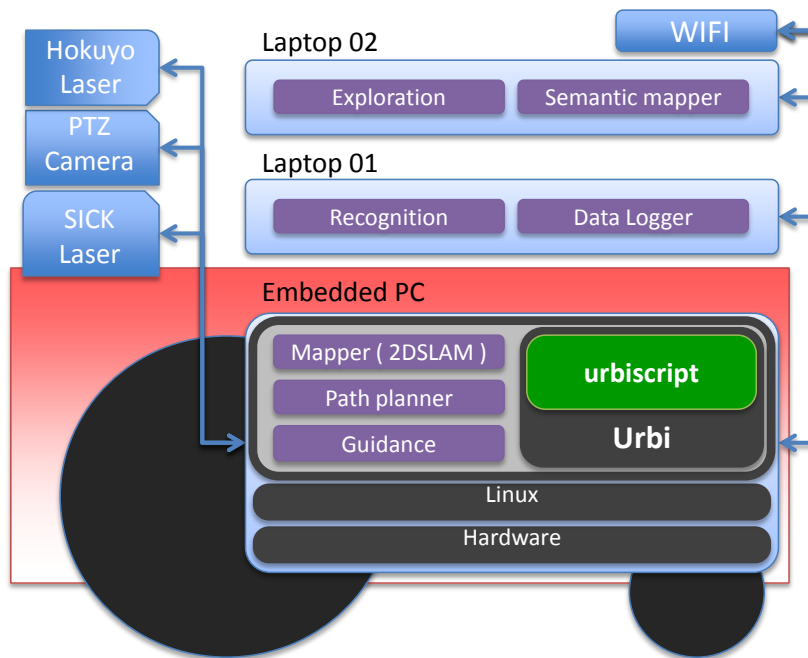 Hokuyo
Laser
PTZ
Camera
SICK
Laser
WIFI
Laptop 02
Exploration
Semantic mapper
Laptop 01
Recognition
Data Logger
Embedded PC
Mapper ( 2DSLAM )
Path planner
Guidance
urbiscript
Urbi
Linux
Hardware